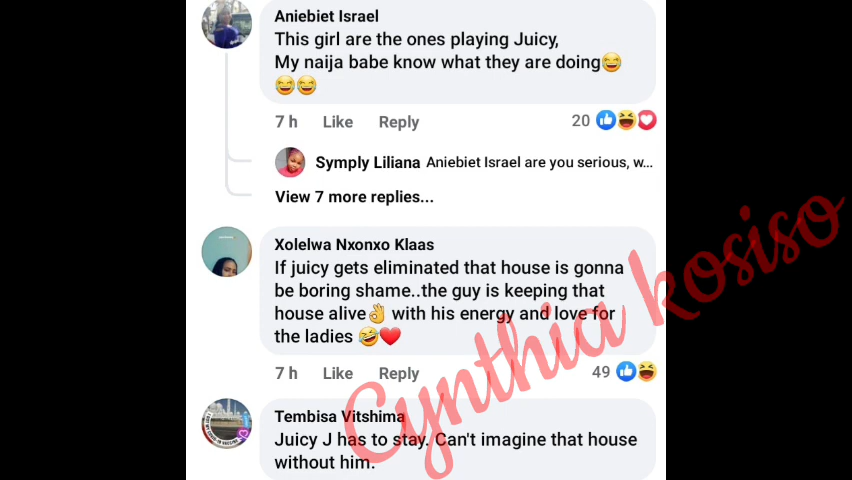 Aniebiet Israel
This girl are the ones playing Juicy,
My naija babe know what they are doing😂
😂😂
7 h Like Reply 20
Symply Liliana Aniebiet Israel are you serious, w...
View 7 more replies...
Xolelwa Nxonxo Klaas
If juicy gets eliminated that house is gonna
be boring shame..the guy is keeping that
house alive👌 with his energy and love for
the ladies 🤣❤️
7 h Like Reply 49
Tembisa Vitshima
Juicy J has to stay. Can't imagine that house
without him.
Cynthia kosiso